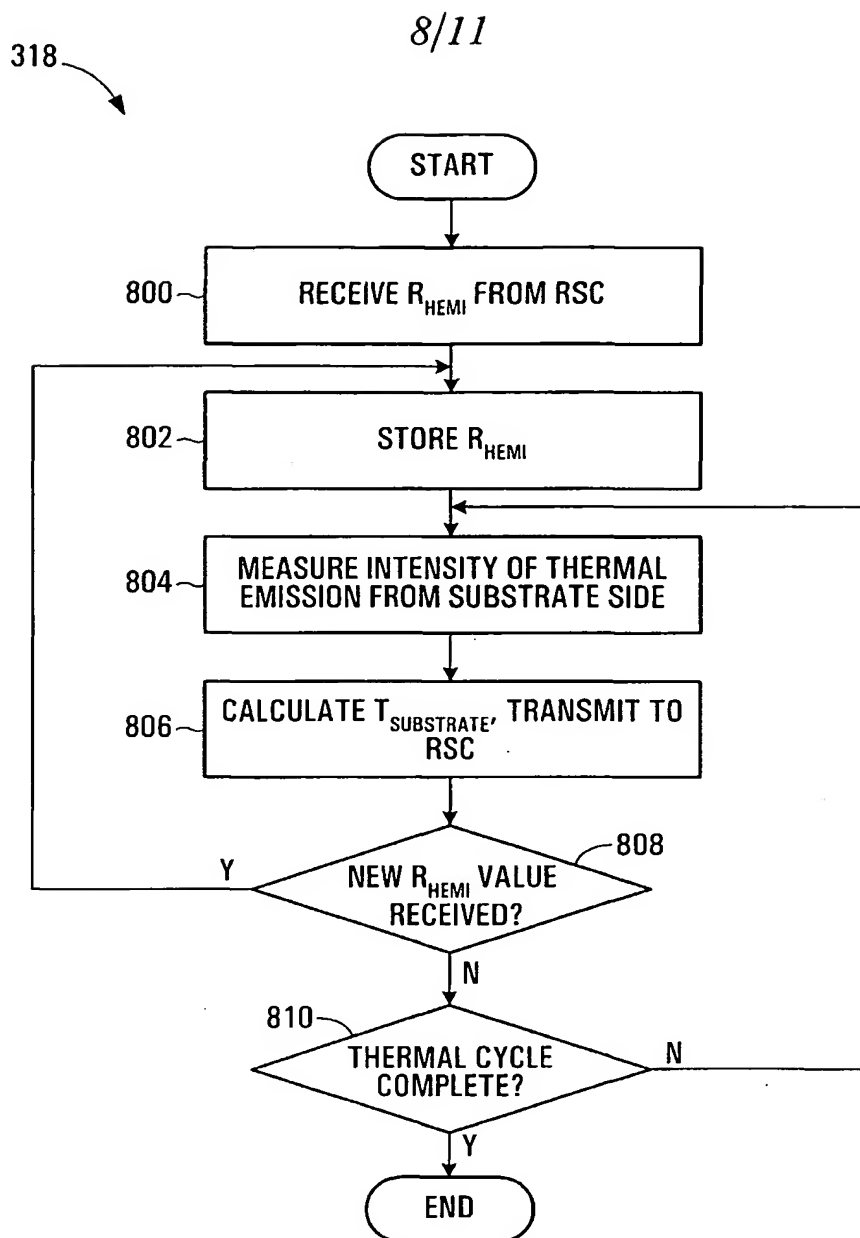 8/11
318
START
800
RECEIVE R_HEMI FROM RSC
802
STORE R_HEMI
804
MEASURE INTENSITY OF THERMAL
EMISSION FROM SUBSTRATE SIDE
806
CALCULATE T_SUBSTRATE, TRANSMIT TO
RSC
808
Y
NEW R_HEMI VALUE
RECEIVED?
N
810
THERMAL CYCLE
COMPLETE?
N
Y
END